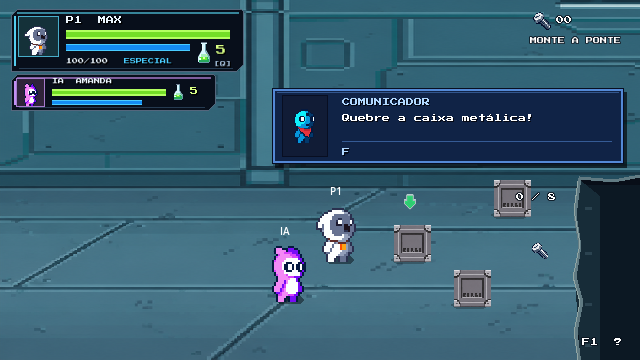 P1 MAX
5
100/100 ESPECIAL
[Q]
IA AMANDA
5
00
MONTE A PONTE
COMUNICADOR
Quebre a caixa metálica!
F
P1
IA
0 / 8
F1 ?